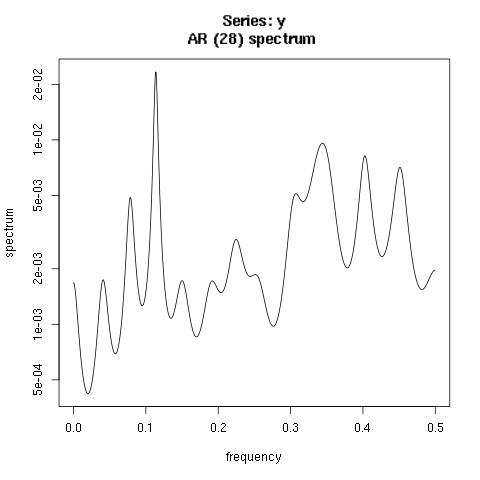 Series: y
AR (28) spectrum
2e-02
1e-02
5e-03
2e-03
1e-03
5e-04
spectrum
0.0 0.1 0.2 0.3 0.4 0.5
frequency